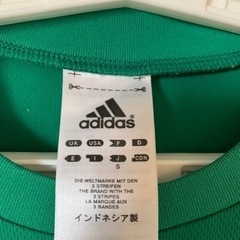 adidas
UK USA F D
E I J CDN
S
DIE WELTMARKE MIT DEN
3 STREIFEN
THE BRAND WITH THE
3 STRIPES
LA MARQUE AUX
3 BANDES
インドネシア製